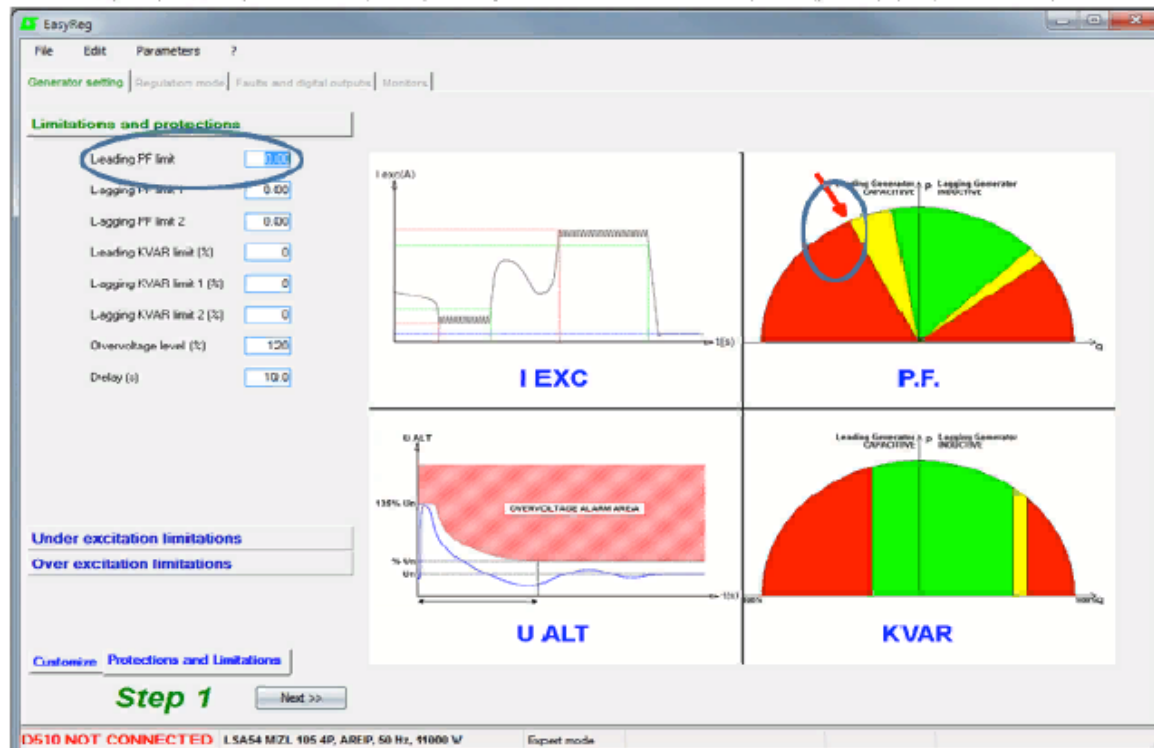 EasyReg
File Edit Parameters ?
Generator setting Regulation mode Faults and digital outputs Monitors
Limitations and protections
Leading PF limit 0.00
Lagging PF limit 1 0.00
Lagging PF limit 2 0.00
Leading KVAR limit (%) 0
Lagging KVAR limit 1 (%) 0
Lagging KVAR limit 2 (%) 0
Overvoltage level (%) 120
Delay (s) 10.0
Under excitation limitations
Over excitation limitations
Customize Protections and Limitations
Step 1 Next >>
I exc(A)
t(s)
I EXC
Leading Generator P Lagging Generator
CAPACITIVE INDUCTIVE
Q
P.F.
U ALT
135% Un
OVERVOLTAGE ALARM AREA
% Un
Un
t(s)
U ALT
Leading Generator P Lagging Generator
CAPACITIVE INDUCTIVE
100% 100%Q
KVAR
D510 NOT CONNECTED LSA54 M/ZL 105 4P, AREP, 50 Hz, 11000 V Expert mode